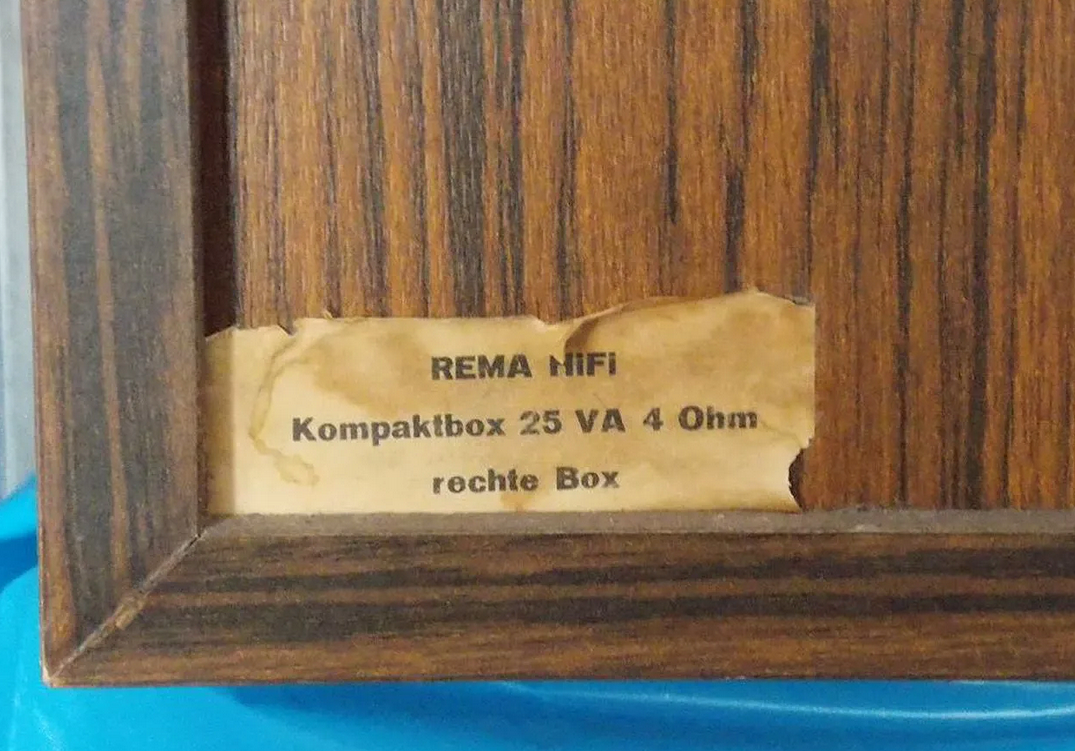 REMA HiFi
Kompaktbox 25 VA 4 Ohm
rechte Box